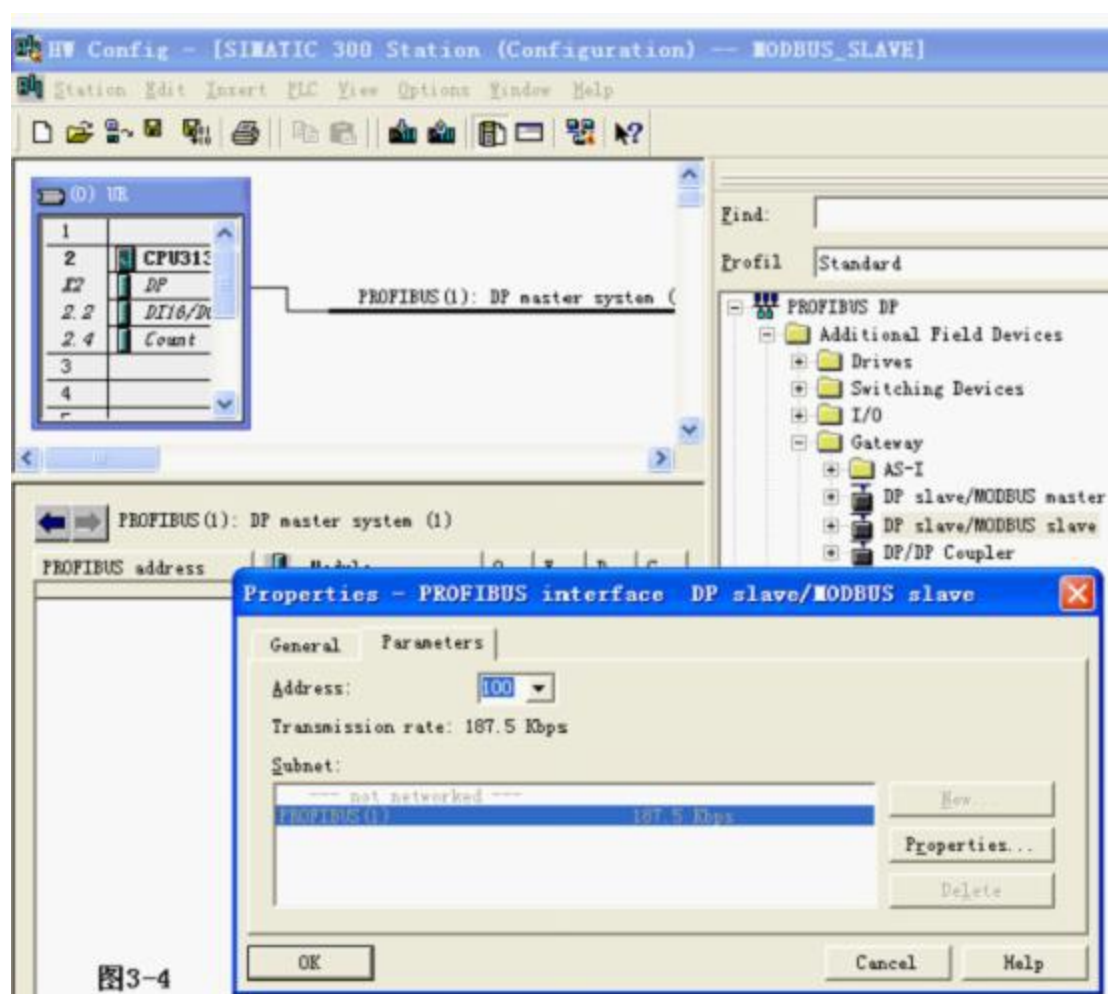 HW Config - [SIMATIC 300 Station (Configuration) -- MODBUS_SLAVE]
Station Edit Insert PLC View Options Window Help
(0) UR
1
2 CPU313
X2 DP
2.2 DI16/DO
2.4 Count
3
4
5
PROFIBUS(1): DP master system (
Find:
Profil Standard
PROFIBUS DP
Additional Field Devices
Drives
Switching Devices
I/O
Gateway
AS-I
DP slave/MODBUS master
DP slave/MODBUS slave
DP/DP Coupler
PROFIBUS(1): DP master system (1)
PROFIBUS address
Properties - PROFIBUS interface DP slave/MODBUS slave
General Parameters
Address: 100
Transmission rate: 187.5 Kbps
Subnet:
--- not networked ---
PROFIBUS(1) 187.5 Kbps
New...
Properties...
Delete
OK Cancel Help
图3-4